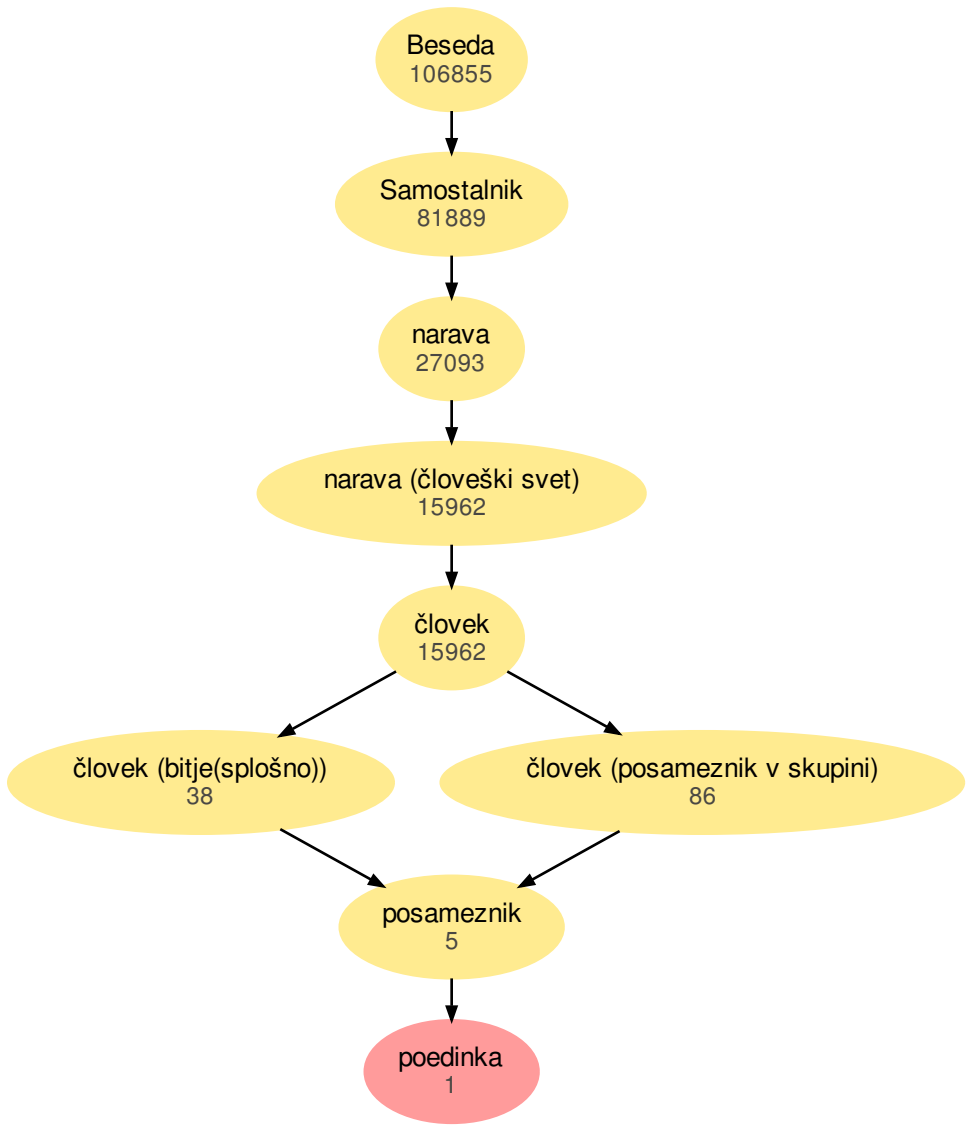 Beseda
106855
Samostalnik
81889
narava
27093
narava (človeški svet)
15962
človek
15962
človek (bitje(splošno))
38
človek (posameznik v skupini)
86
posameznik
5
poedinka
1